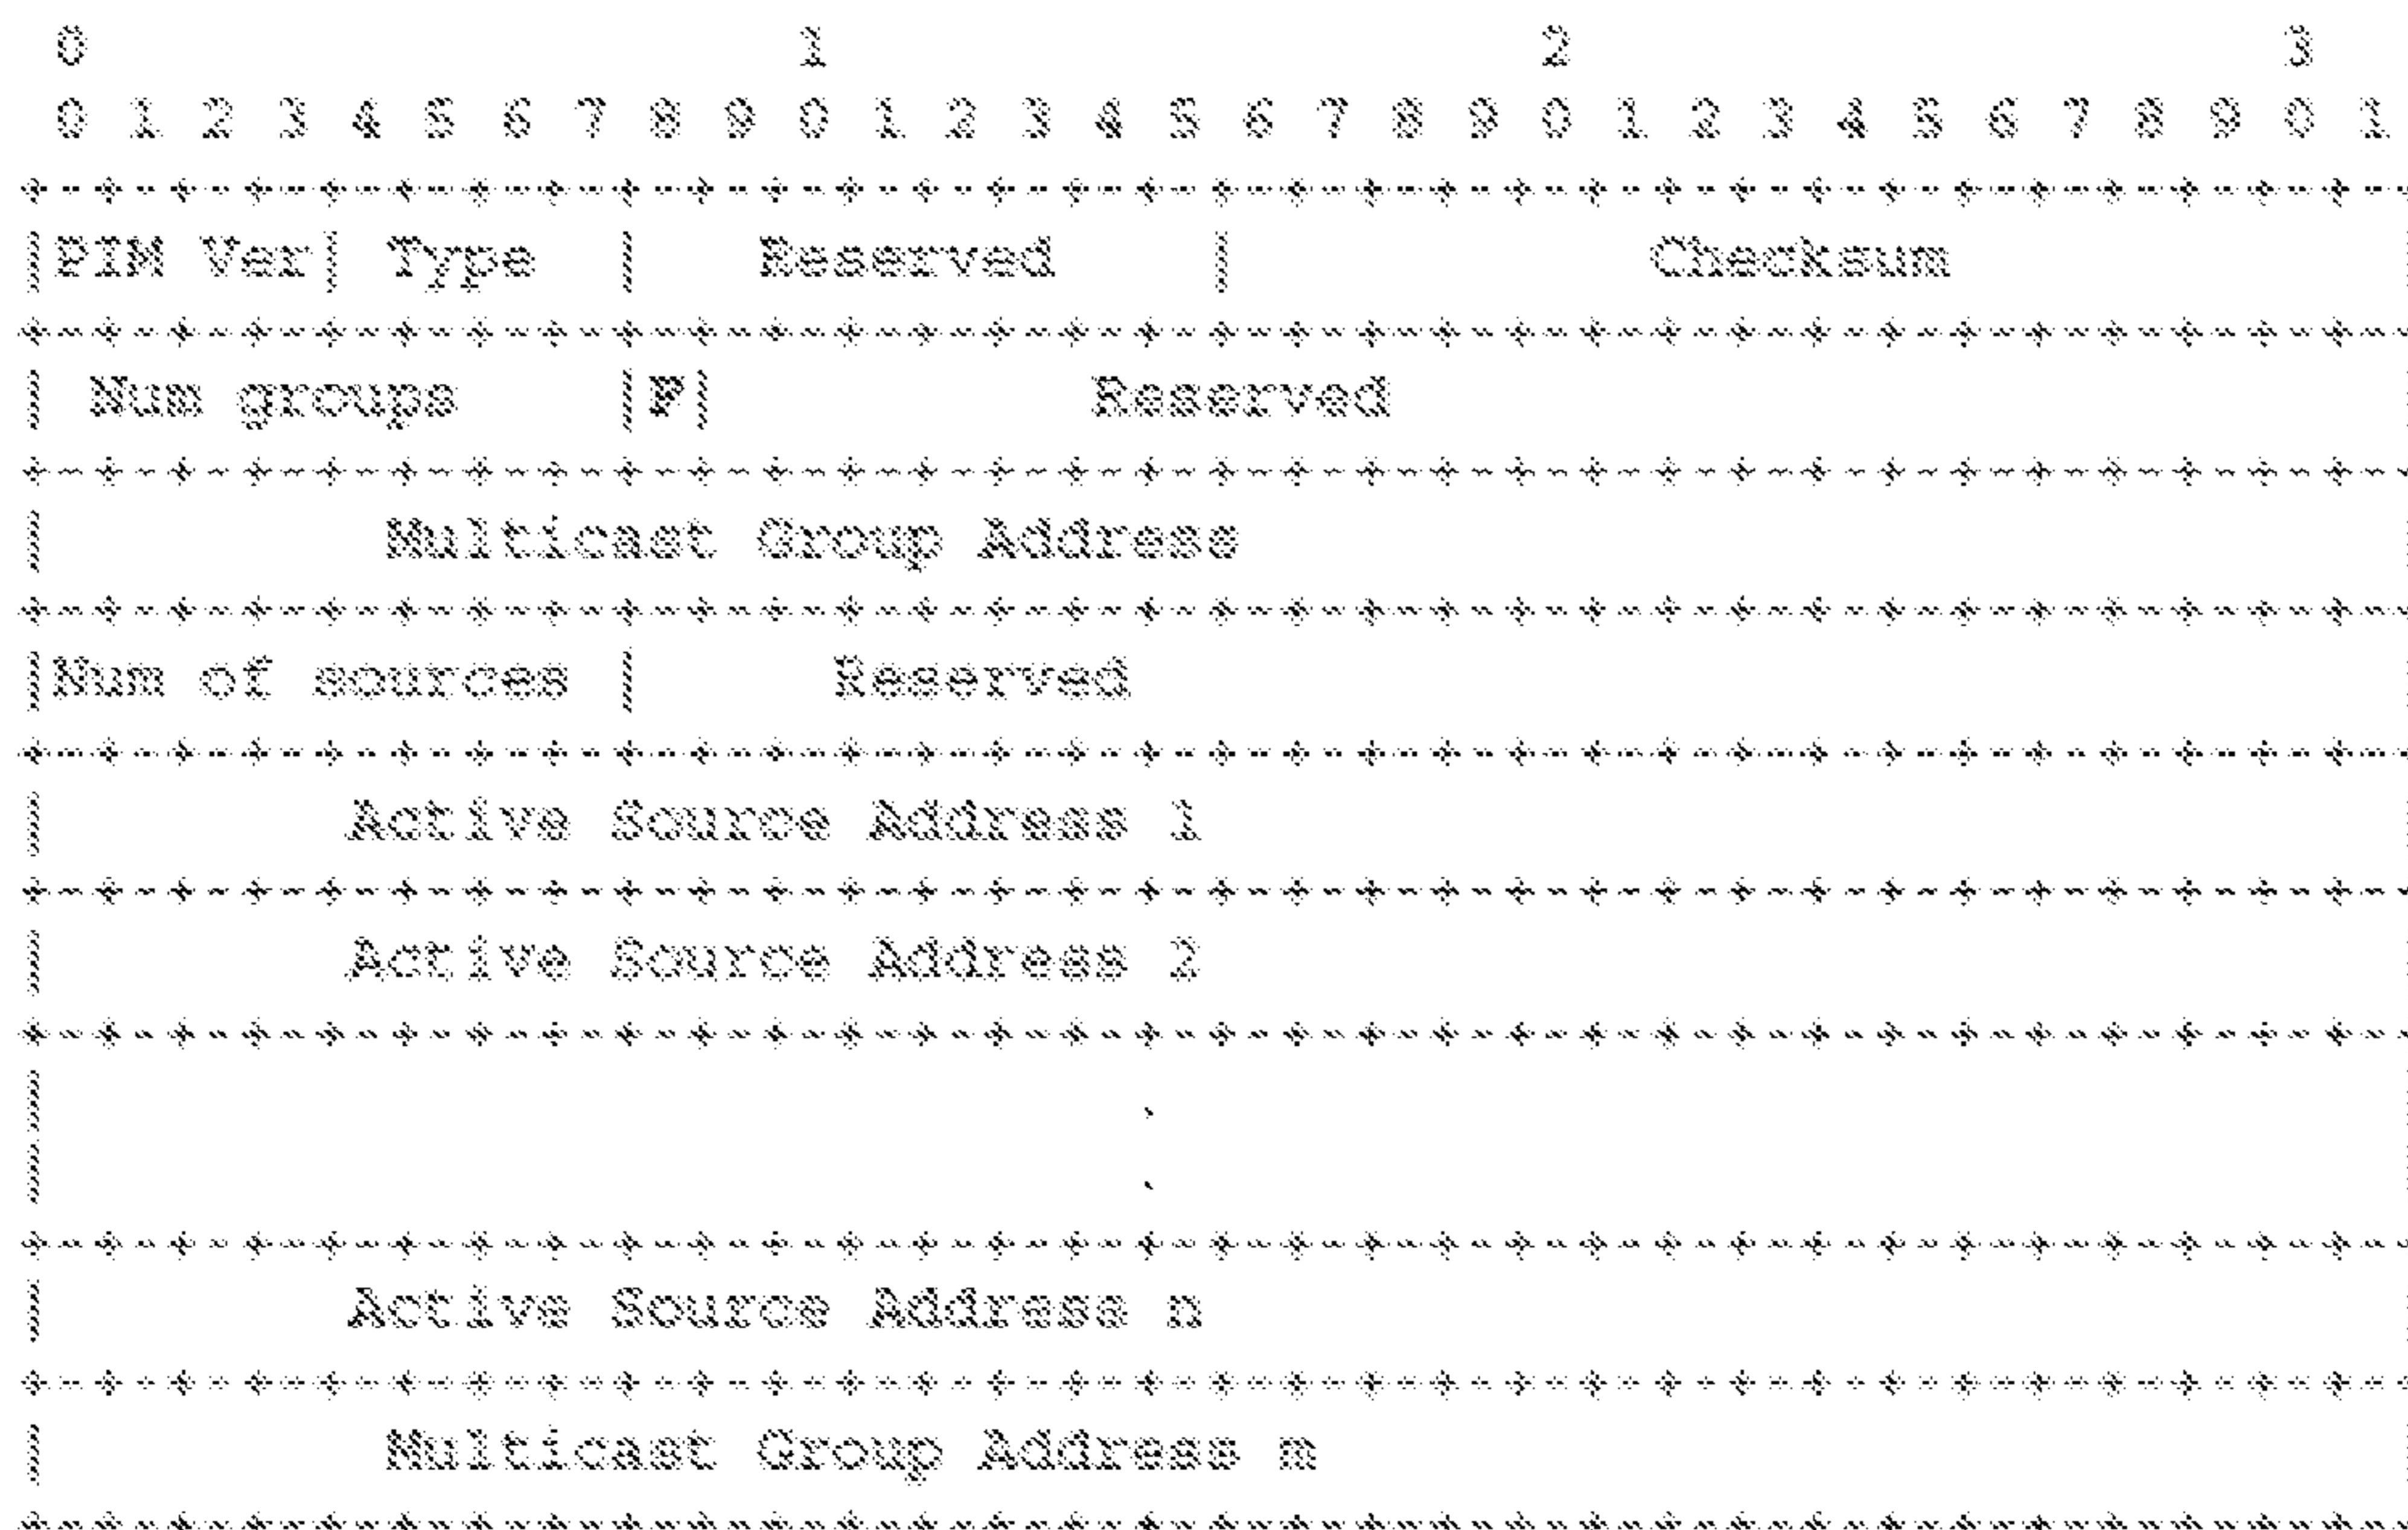 0                   1                   2                   3
0 1 2 3 4 5 6 7 8 9 0 1 2 3 4 5 6 7 8 9 0 1 2 3 4 5 6 7 8 9 0 1
+-+-+-+-+-+-+-+-+-+-+-+-+-+-+-+-+-+-+-+-+-+-+-+-+-+-+-+-+-+-+-+-
|PIM Ver| Type  |   Reserved    |           Checksum            |
+-+-+-+-+-+-+-+-+-+-+-+-+-+-+-+-+-+-+-+-+-+-+-+-+-+-+-+-+-+-+-+-
| Num groups    |F|          Reserved                           |
+-+-+-+-+-+-+-+-+-+-+-+-+-+-+-+-+-+-+-+-+-+-+-+-+-+-+-+-+-+-+-+-
|         Multicast Group Address                               |
+-+-+-+-+-+-+-+-+-+-+-+-+-+-+-+-+-+-+-+-+-+-+-+-+-+-+-+-+-+-+-+-
|Num of sources |     Reserved                                  |
+-+-+-+-+-+-+-+-+-+-+-+-+-+-+-+-+-+-+-+-+-+-+-+-+-+-+-+-+-+-+-+-
|        Active Source Address 1                                |
+-+-+-+-+-+-+-+-+-+-+-+-+-+-+-+-+-+-+-+-+-+-+-+-+-+-+-+-+-+-+-+-
|        Active Source Address 2                                |
+-+-+-+-+-+-+-+-+-+-+-+-+-+-+-+-+-+-+-+-+-+-+-+-+-+-+-+-+-+-+-+-
|                             .                                 |
|                             .                                 |
+-+-+-+-+-+-+-+-+-+-+-+-+-+-+-+-+-+-+-+-+-+-+-+-+-+-+-+-+-+-+-+-
|        Active Source Address n                                |
+-+-+-+-+-+-+-+-+-+-+-+-+-+-+-+-+-+-+-+-+-+-+-+-+-+-+-+-+-+-+-+-
|         Multicast Group Address m                             |
+-+-+-+-+-+-+-+-+-+-+-+-+-+-+-+-+-+-+-+-+-+-+-+-+-+-+-+-+-+-+-+-